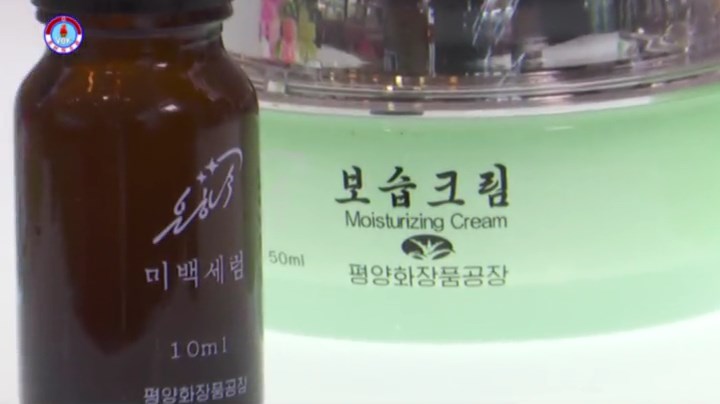 은하수
미백세럼
10ml
평양화장품공장
보습크림
Moisturizing Cream
50ml
평양화장품공장